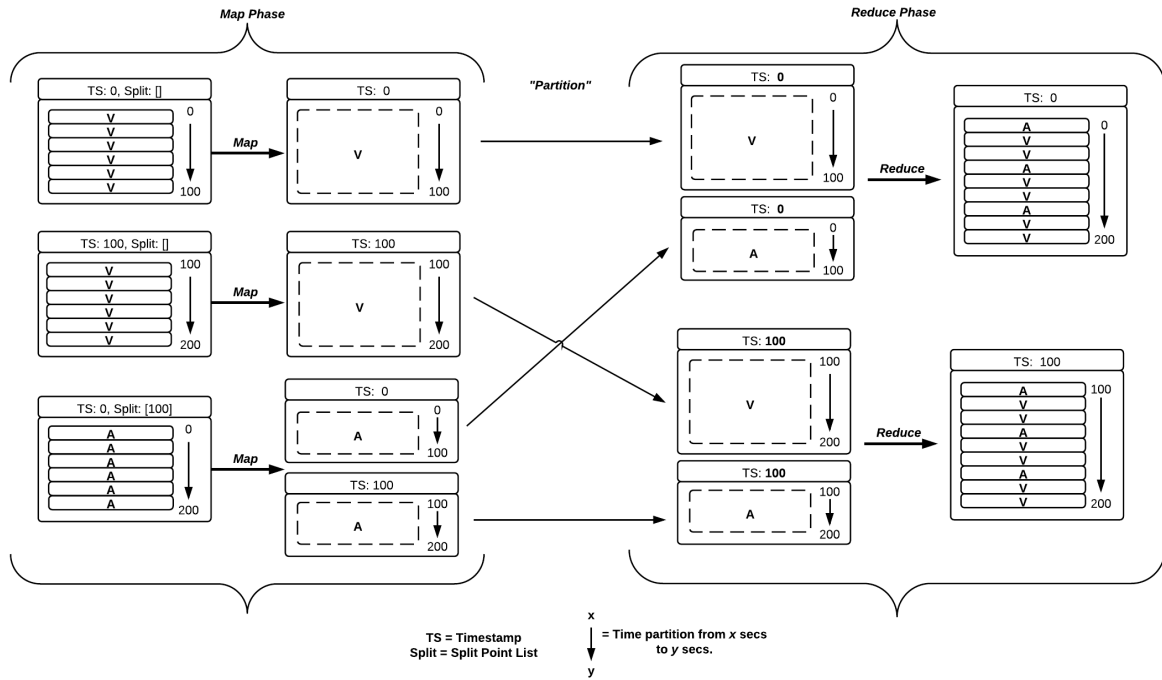 Map Phase
Reduce Phase
"Partition"
TS: 0, Split: []
V
V
V
V
V
V
0
100
Map
TS: 0
V
0
100
TS: 100, Split: []
V
V
V
V
V
V
100
200
Map
TS: 100
V
100
200
TS: 0, Split: [100]
A
A
A
A
A
A
0
200
Map
TS: 0
A
0
100
TS: 100
A
100
200
TS: 0
V
0
100
TS: 0
A
0
100
Reduce
TS: 0
A
V
V
A
V
V
A
V
V
0
200
TS: 100
V
100
200
TS: 100
A
100
200
Reduce
TS: 100
A
V
V
A
V
V
A
V
V
100
200
TS = Timestamp
Split = Split Point List
x
y
= Time partition from x secs
to y secs.